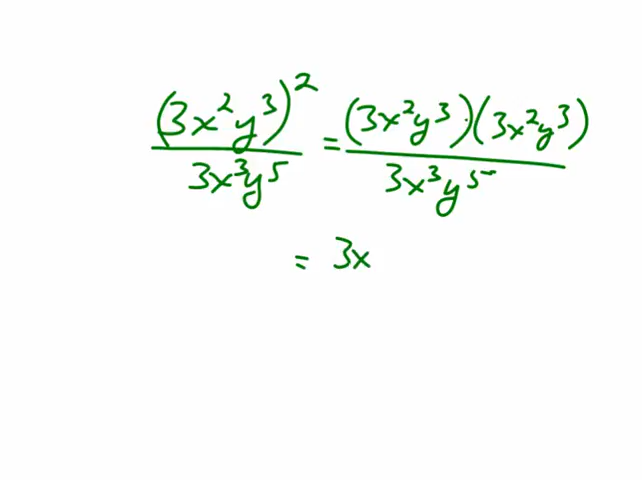 (3x²y³)² / 3x³y⁵ = (3x²y³)·(3x²y³) / 3x³y⁵
= 3x